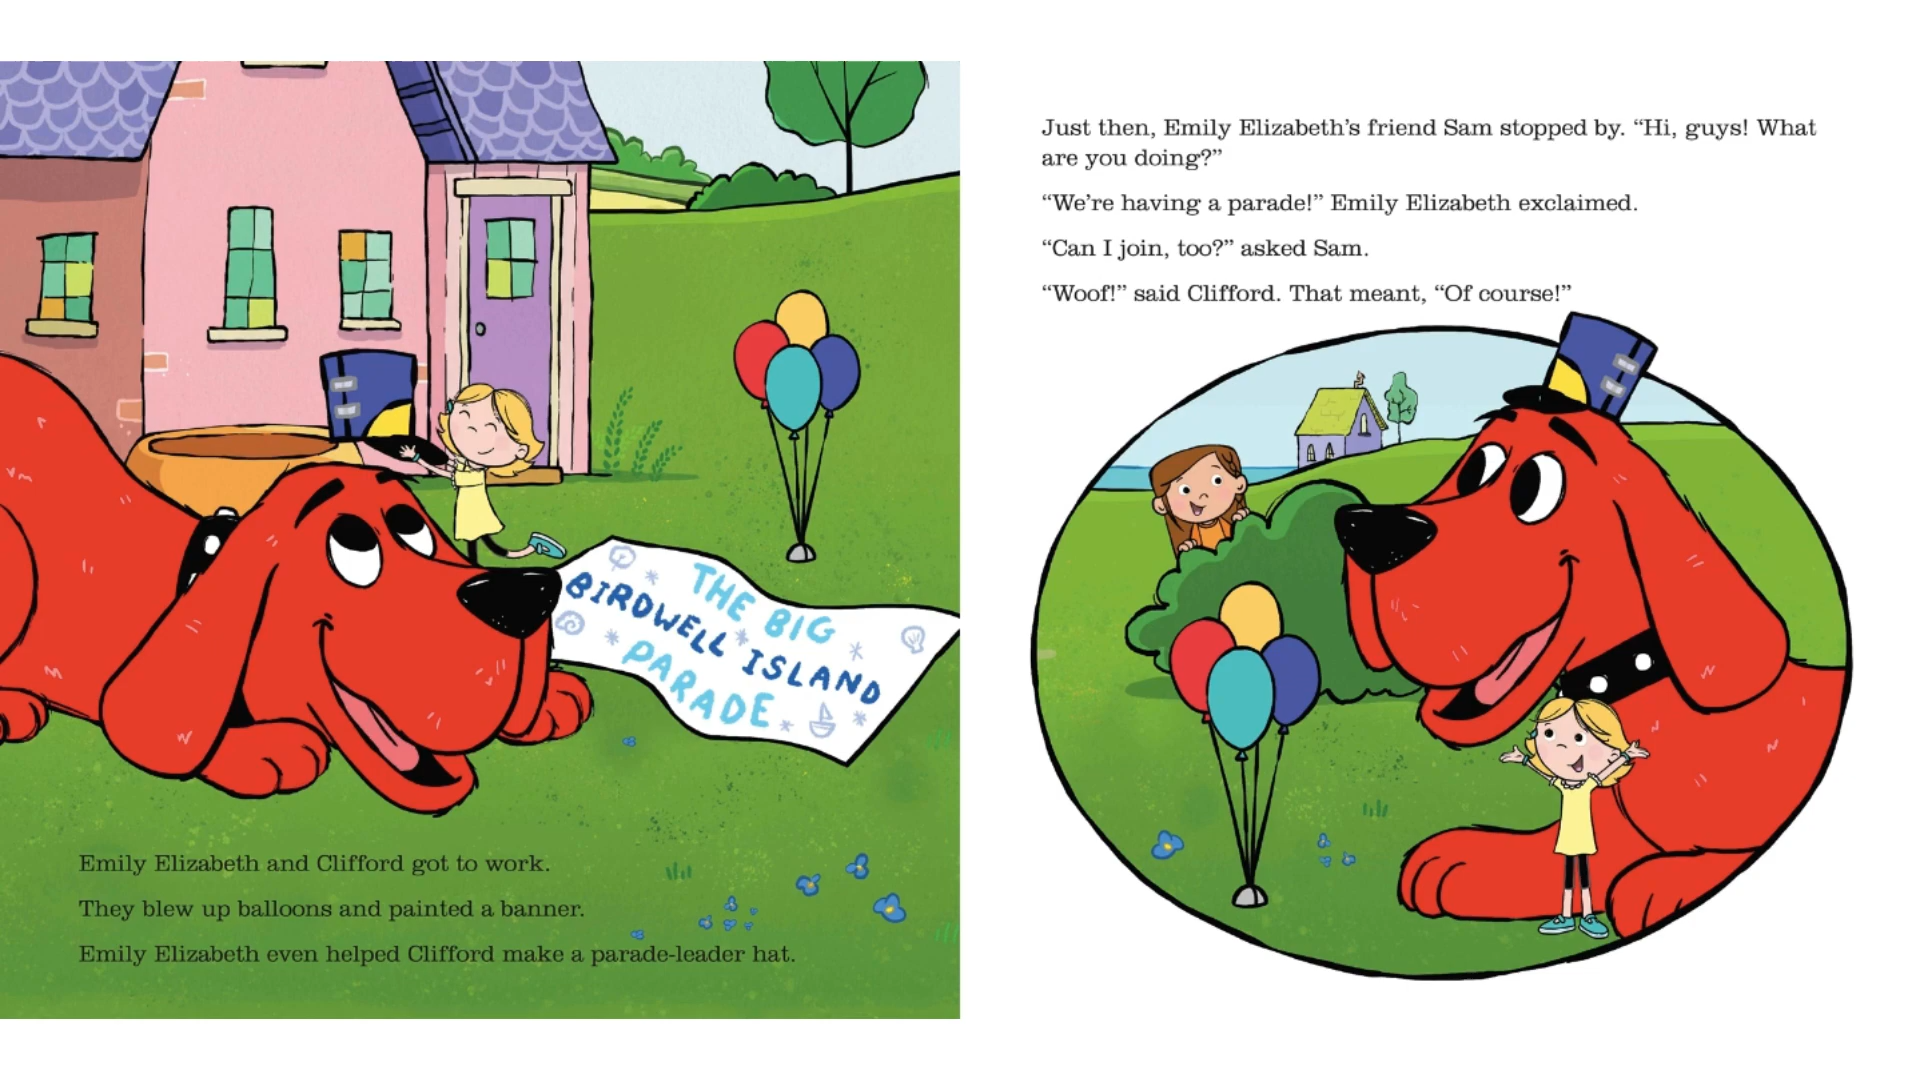 THE BIG
BIRDWELL ISLAND
PARADE
Emily Elizabeth and Clifford got to work.
They blew up balloons and painted a banner.
Emily Elizabeth even helped Clifford make a parade-leader hat.
Just then, Emily Elizabeth’s friend Sam stopped by. “Hi, guys! What
are you doing?”
“We’re having a parade!” Emily Elizabeth exclaimed.
“Can I join, too?” asked Sam.
“Woof!” said Clifford. That meant, “Of course!”